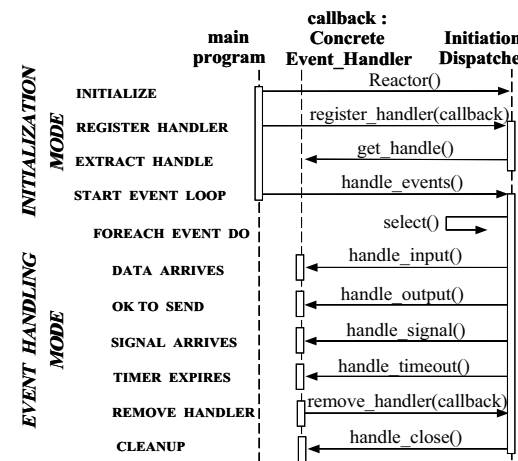 callback :
main Concrete Initiation
program Event_Handler Dispatche
INITIALIZATION MODE
INITIALIZE Reactor()
REGISTER HANDLER register_handler(callback)
EXTRACT HANDLE get_handle()
START EVENT LOOP handle_events()
FOREACH EVENT DO select()
EVENT HANDLING MODE
DATA ARRIVES handle_input()
OK TO SEND handle_output()
SIGNAL ARRIVES handle_signal()
TIMER EXPIRES handle_timeout()
REMOVE HANDLER remove_handler(callback)
CLEANUP handle_close()